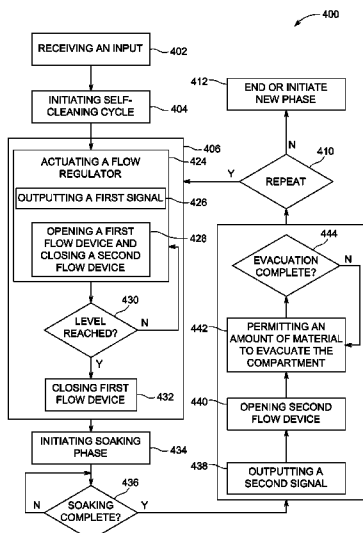 400
RECEIVING AN INPUT
402
INITIATING SELF-
CLEANING CYCLE
404
406
ACTUATING A FLOW
REGULATOR
424
OUTPUTTING A FIRST SIGNAL
426
OPENING A FIRST
FLOW DEVICE AND
CLOSING A SECOND
FLOW DEVICE
428
LEVEL
REACHED?
430
N
Y
CLOSING FIRST
FLOW DEVICE
432
INITIATING SOAKING
PHASE
434
SOAKING
COMPLETE?
436
N
Y
OUTPUTTING A
SECOND SIGNAL
438
OPENING SECOND
FLOW DEVICE
440
PERMITTING AN
AMOUNT OF MATERIAL
TO EVACUATE THE
COMPARTMENT
442
EVACUATION
COMPLETE?
444
N
REPEAT
410
Y
N
END OR INITIATE
NEW PHASE
412